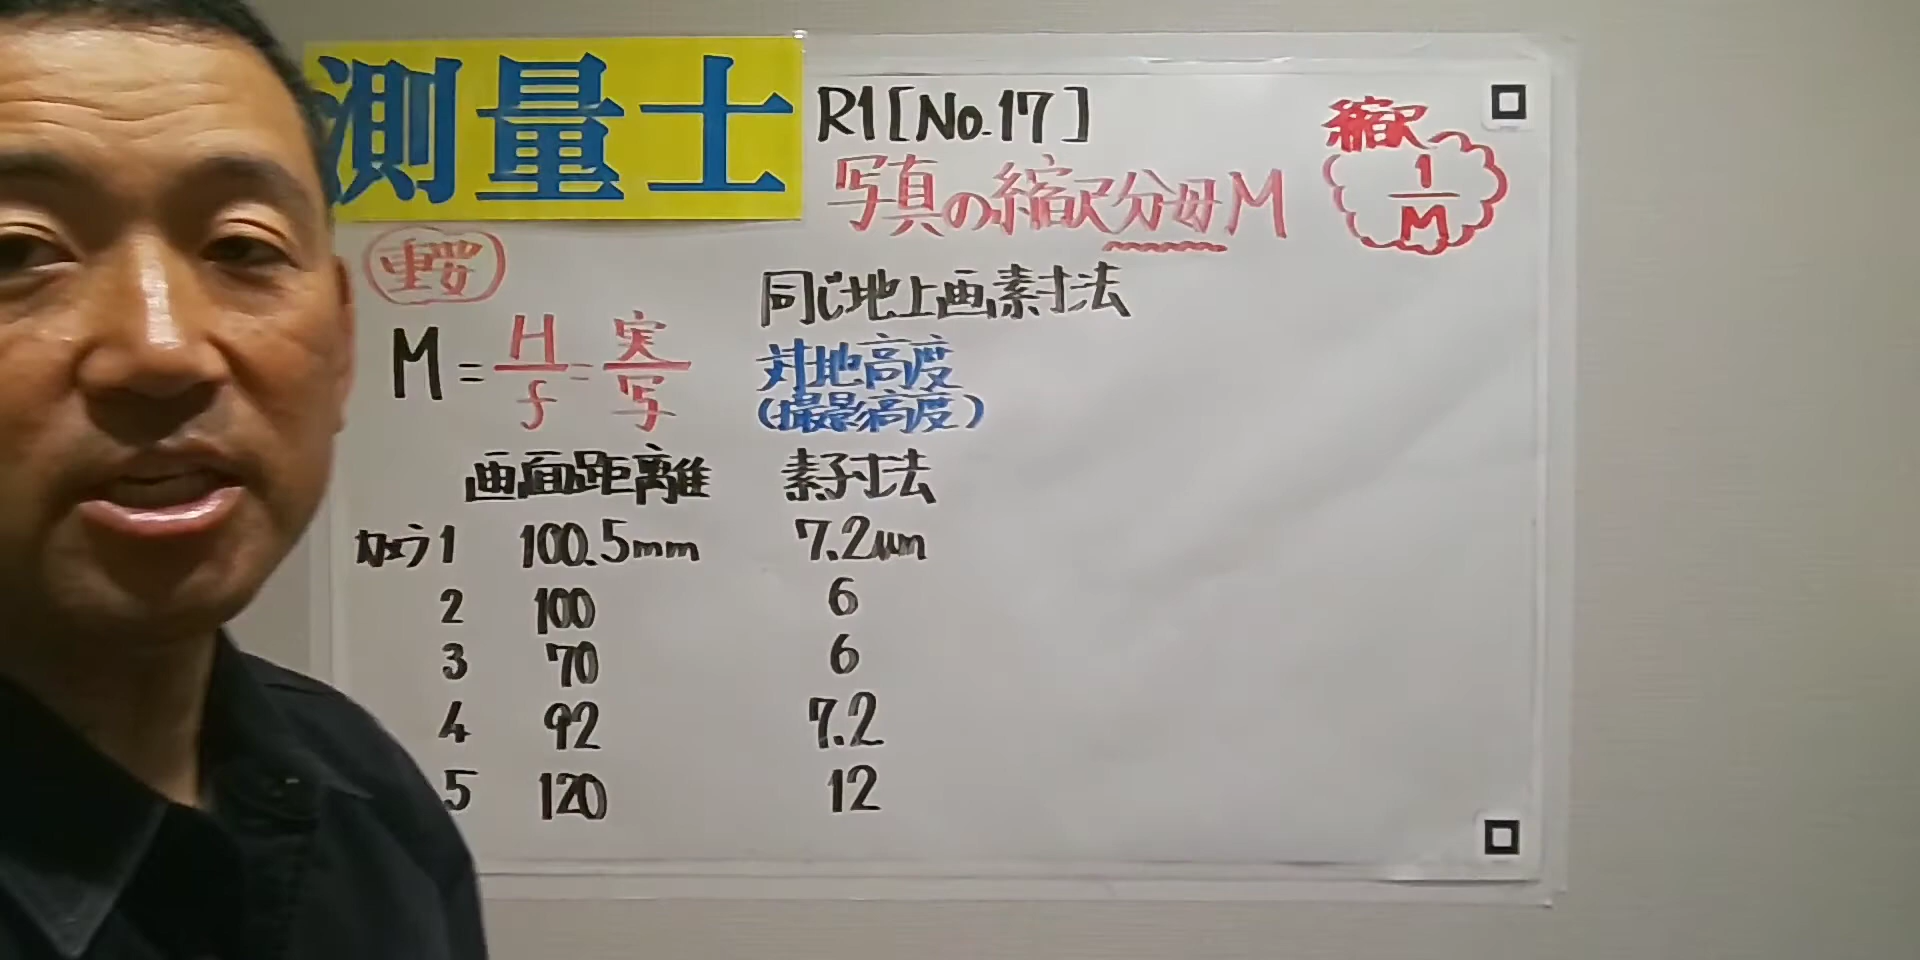 測量士
R1[No.17]
写真の縮尺分母M
縮尺
1/M
重要
M = H/f = 実/写
同じ地上画素寸法
対地高度
(撮影高度)
画面距離 素子寸法
カメラ1 100.5mm 7.2μm
2 100 6
3 70 6
4 92 7.2
5 120 12